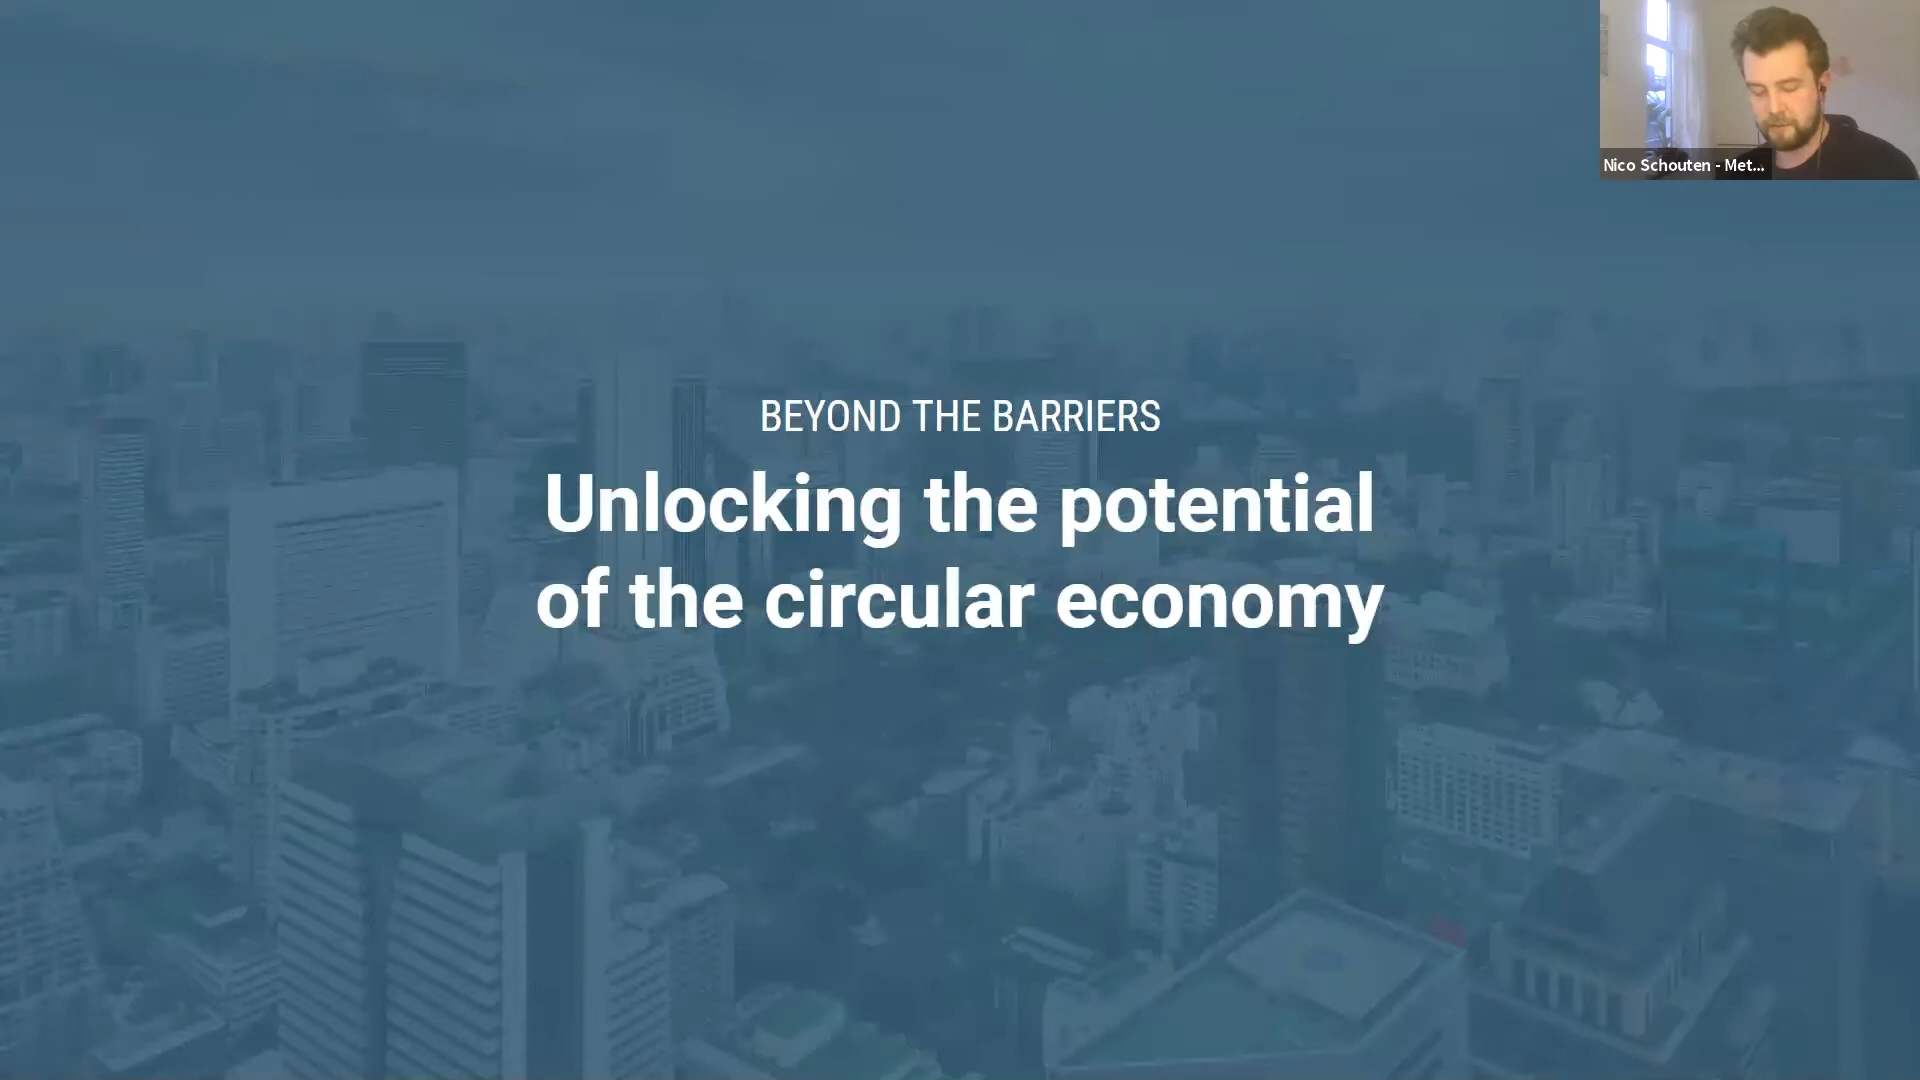 Nico Schouten - Met...
BEYOND THE BARRIERS
Unlocking the potential
of the circular economy